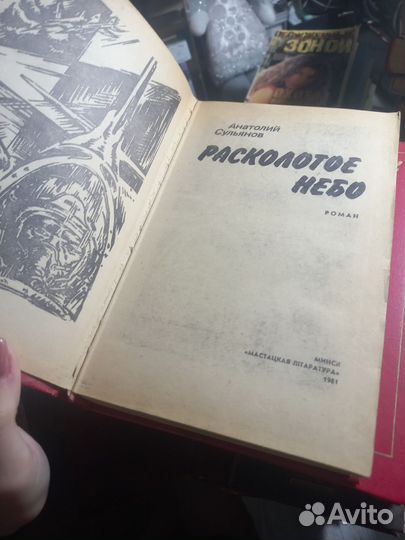 Анатолий
Сульянов
РАСКОЛОТОЕ
НЕБО
РОМАН
МИНСК
«МАСТАЦКАЯ ЛІТАРАТУРА»
1981
ЗОНОЙ
Avito